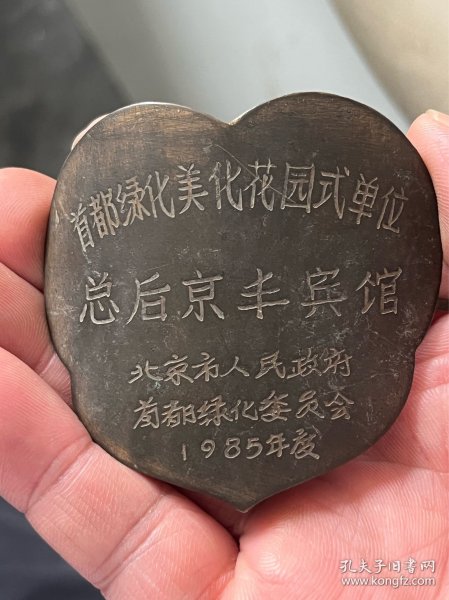 首都绿化美化花园式单位
总后京丰宾馆
北京市人民政府
首都绿化委员会
1985年度
孔夫子旧书网
www.kongfz.com